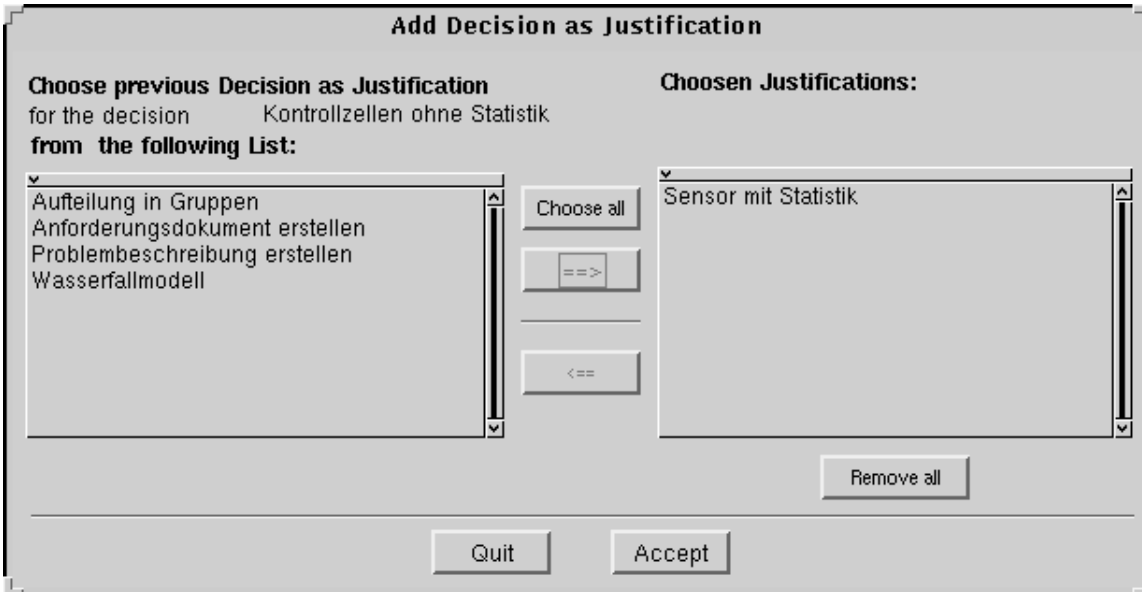 Add Decision as Justification
Choose previous Decision as Justification
for the decision Kontrollzellen ohne Statistik
from the following List:
Aufteilung in Gruppen
Anforderungsdokument erstellen
Problembeschreibung erstellen
Wasserfallmodell
Choose all
==>
<==
Choosen Justifications:
Sensor mit Statistik
Remove all
Quit
Accept